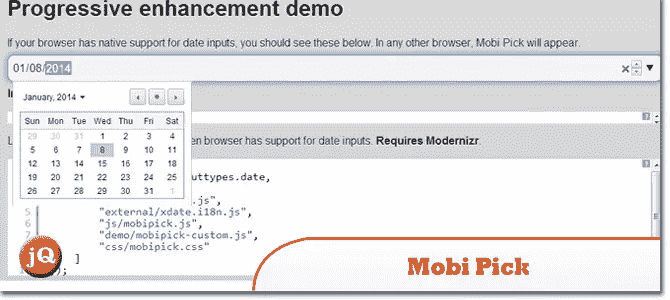 Progressive enhancement demo
If your browser has native support for date inputs, you should see these below. In any other browser, Mobi Pick will appear.
01/08/2014
January, 2014
Sun Mon Tue Wed Thu Fri Sat
29 30 31 1 2 3 4
5 6 7 8 9 10 11
12 13 14 15 16 17 18
19 20 21 22 23 24 25
26 27 28 29 30 31 1
en browser has support for date inputs. Requires Modernizr.
uttypes.date,
.js",
5 "external/xdate.i18n.js",
6 "js/mobipick.js",
7 "demo/mobipick-custom.js",
"css/mobipick.css"
]
);
jQ
Mobi Pick